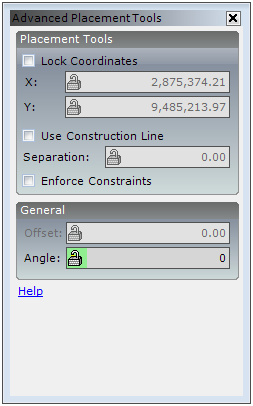 Advanced Placement Tools
Placement Tools
Lock Coordinates
X: 2,875,374.21
Y: 9,485,213.97
Use Construction Line
Separation: 0.00
Enforce Constraints
General
Offset: 0.00
Angle: 0
Help